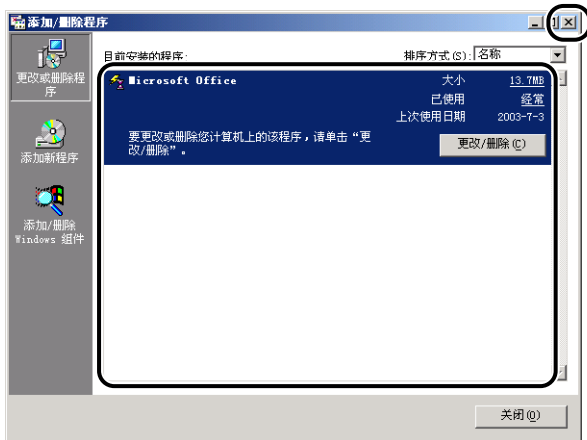 添加/删除程序
更改或删除程
序
添加新程序
添加/删除
Windows 组件
目前安装的程序:
排序方式(S): 名称
Microsoft Office
大小 13.7MB
已使用 经常
上次使用日期 2003-7-3
要更改或删除您计算机上的该程序，请单击“更
改/删除”。
更改/删除(C)
关闭(O)